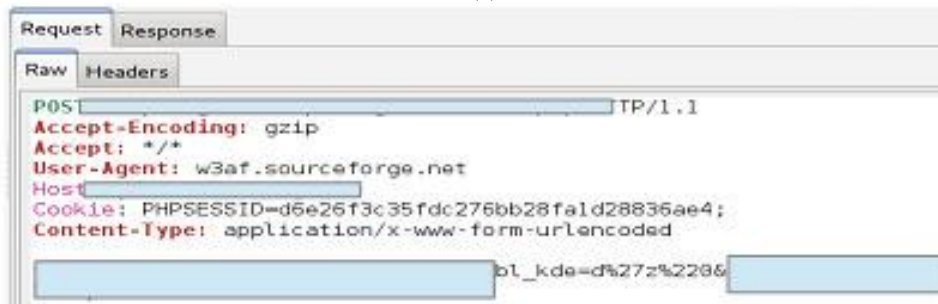 Request Response
Raw Headers
POST TP/1.1
Accept-Encoding: gzip
Accept: */*
User-Agent: w3af.sourceforge.net
Host
Cookie: PHPSESSID=d6e26f3c35fdc276bb28fa1d28836ae4;
Content-Type: application/x-www-form-urlencoded
bl_kde=d%27z%220&